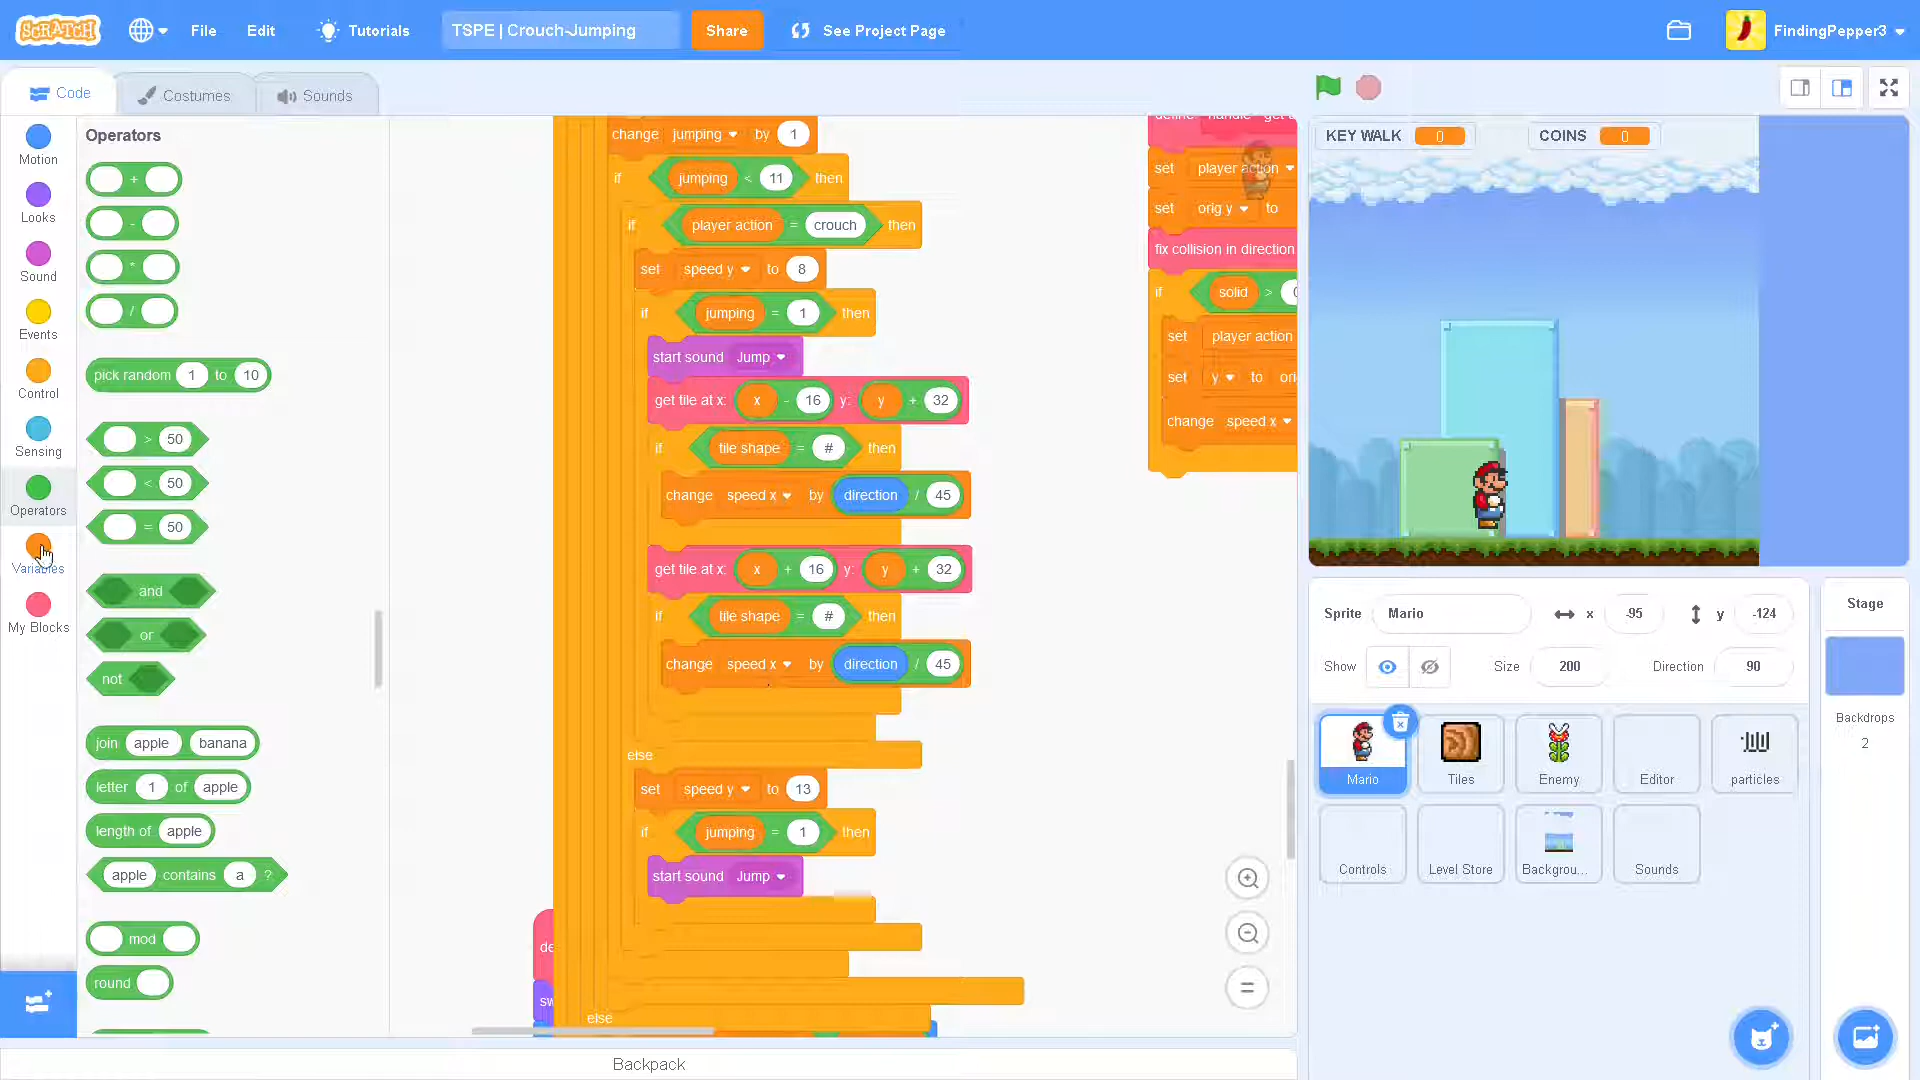 SCRATCH
File
Edit
Tutorials
TSPE | Crouch-Jumping
Share
See Project Page
FindingPepper3
Code
Costumes
Sounds
Motion
Looks
Sound
Events
Control
Sensing
Operators
Variables
My Blocks
Operators
+
-
*
/
pick random 1 to 10
> 50
< 50
= 50
and
or
not
join apple banana
letter 1 of apple
length of apple
apple contains a ?
mod
round
change jumping by 1
if jumping < 11 then
if player action = crouch then
set speed y to 8
if jumping = 1 then
start sound Jump
get tile at x: x - 16 y: y + 32
if tile shape = # then
change speed x by direction / 45
get tile at x: x + 16 y: y + 32
if tile shape = # then
change speed x by direction / 45
else
set speed y to 13
if jumping = 1 then
start sound Jump
else
de
sw
set player action
set orig y to
fix collision in direction
if solid >
set player action
set y to ori
change speed x
Backpack
KEY WALK 0
COINS 0
Sprite Mario x -95 y -124
Show Size 200 Direction 90
Mario
Tiles
Enemy
Editor
particles
Controls
Level Store
Backgrou...
Sounds
Stage
Backdrops
2